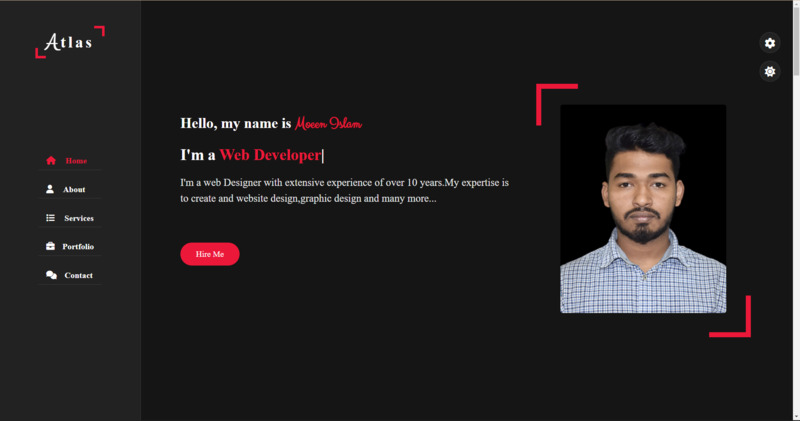 Atlas
Home
About
Services
Portfolio
Contact
Hello, my name is Moeen Islam
I'm a Web Developer|
I'm a web Designer with extensive experience of over 10 years.My expertise is
to create and website design,graphic design and many more...
Hire Me